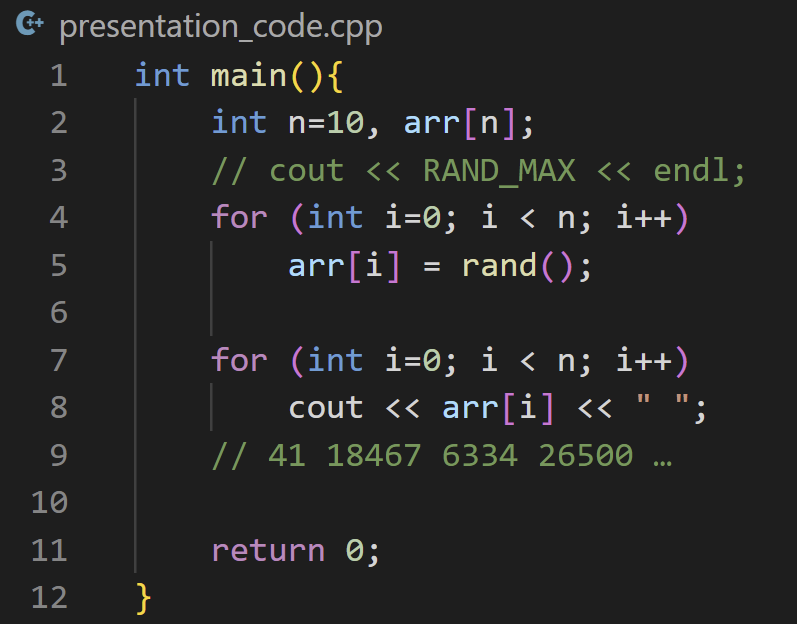 presentation_code.cpp
1 int main(){
2 int n=10, arr[n];
3 // cout << RAND_MAX << endl;
4 for (int i=0; i < n; i++)
5 arr[i] = rand();
6
7 for (int i=0; i < n; i++)
8 cout << arr[i] << " ";
9 // 41 18467 6334 26500 …
10
11 return 0;
12 }